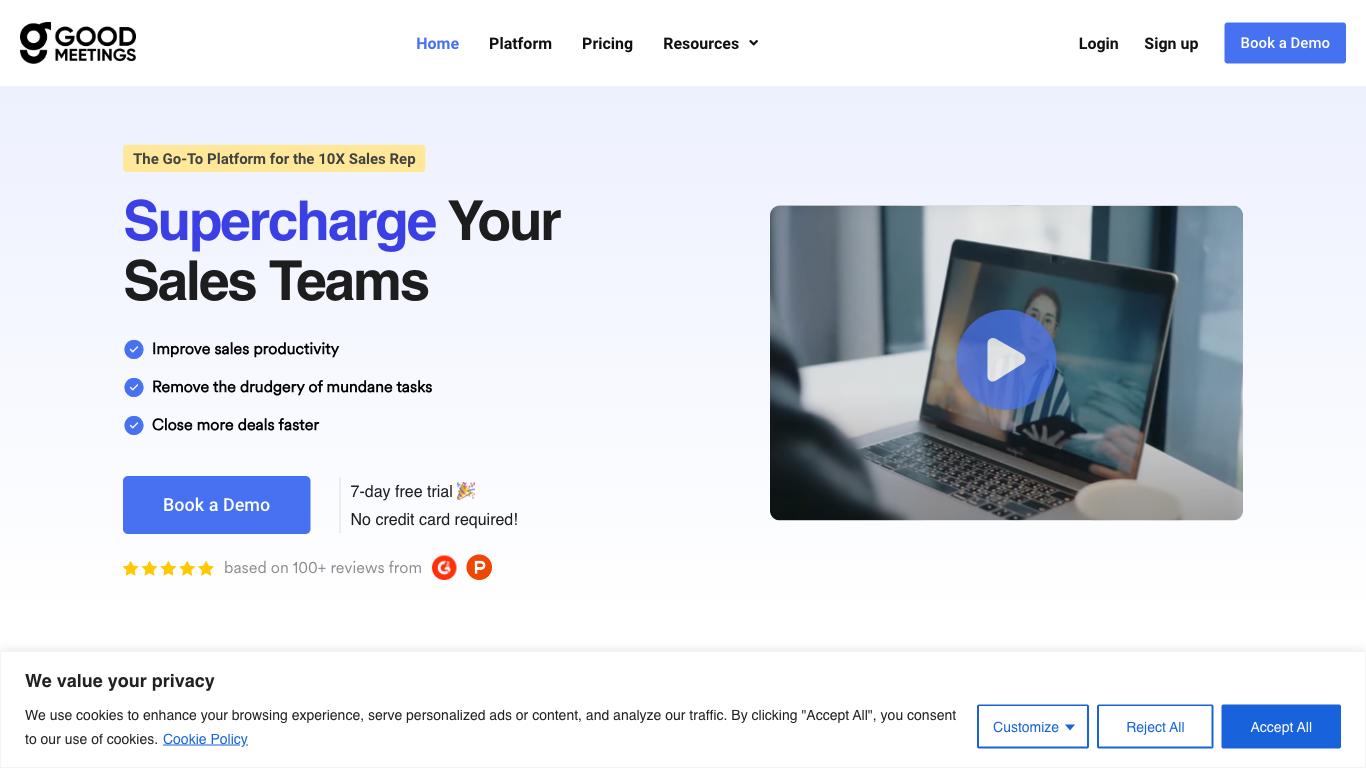 GOOD
MEETINGS
Home
Platform
Pricing
Resources
Login
Sign up
Book a Demo
The Go-To Platform for the 10X Sales Rep
Supercharge Your
Sales Teams
Improve sales productivity
Remove the drudgery of mundane tasks
Close more deals faster
Book a Demo
7-day free trial 🎉
No credit card required!
based on 100+ reviews from
We value your privacy
We use cookies to enhance your browsing experience, serve personalized ads or content, and analyze our traffic. By clicking "Accept All", you consent
to our use of cookies. Cookie Policy
Customize
Reject All
Accept All